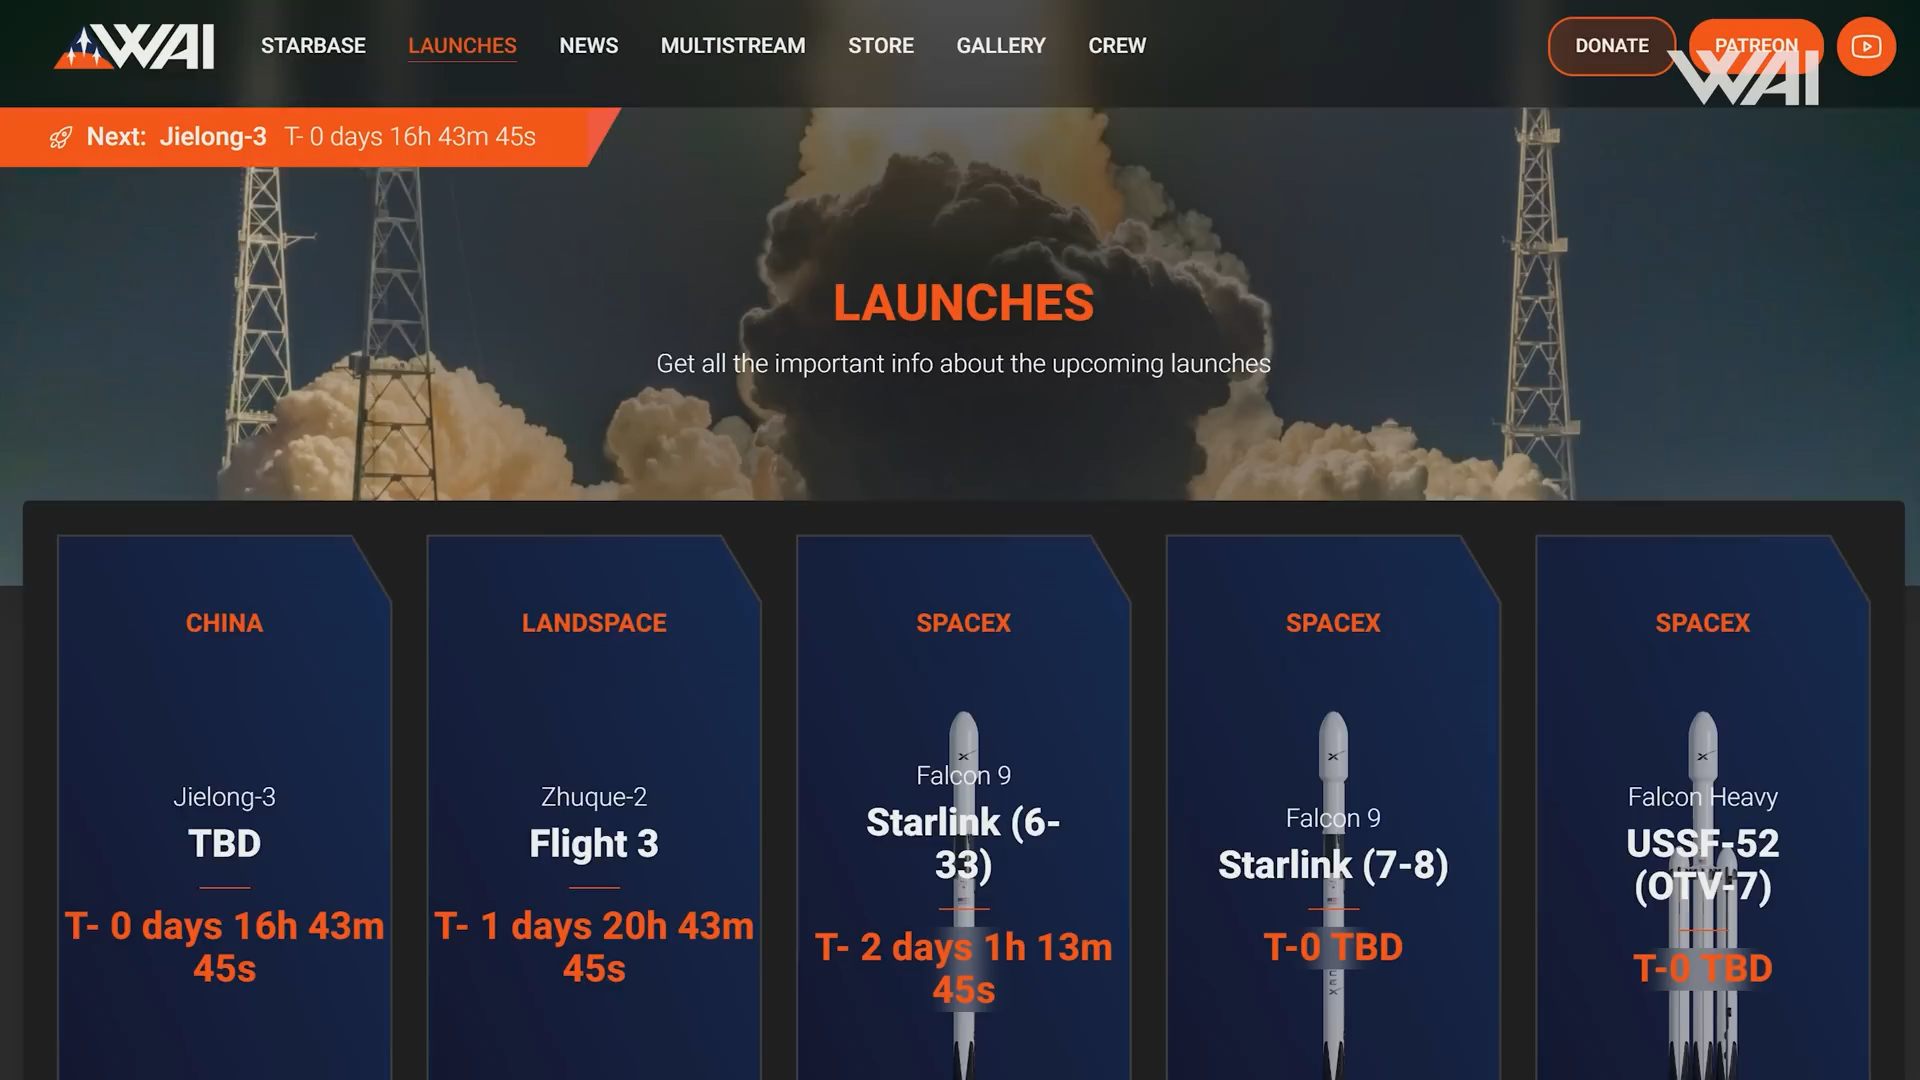 WAI
STARBASE
LAUNCHES
NEWS
MULTISTREAM
STORE
GALLERY
CREW
DONATE
PATREON
WAI
Next: Jielong-3 T- 0 days 16h 43m 45s
LAUNCHES
Get all the important info about the upcoming launches
CHINA
Jielong-3
TBD
T- 0 days 16h 43m
45s
LANDSPACE
Zhuque-2
Flight 3
T- 1 days 20h 43m
45s
SPACEX
Falcon 9
Starlink (6-
33)
T- 2 days 1h 13m
45s
SPACEX
Falcon 9
Starlink (7-8)
T-0 TBD
SPACEX
Falcon Heavy
USSF-52
(OTV-7)
T-0 TBD